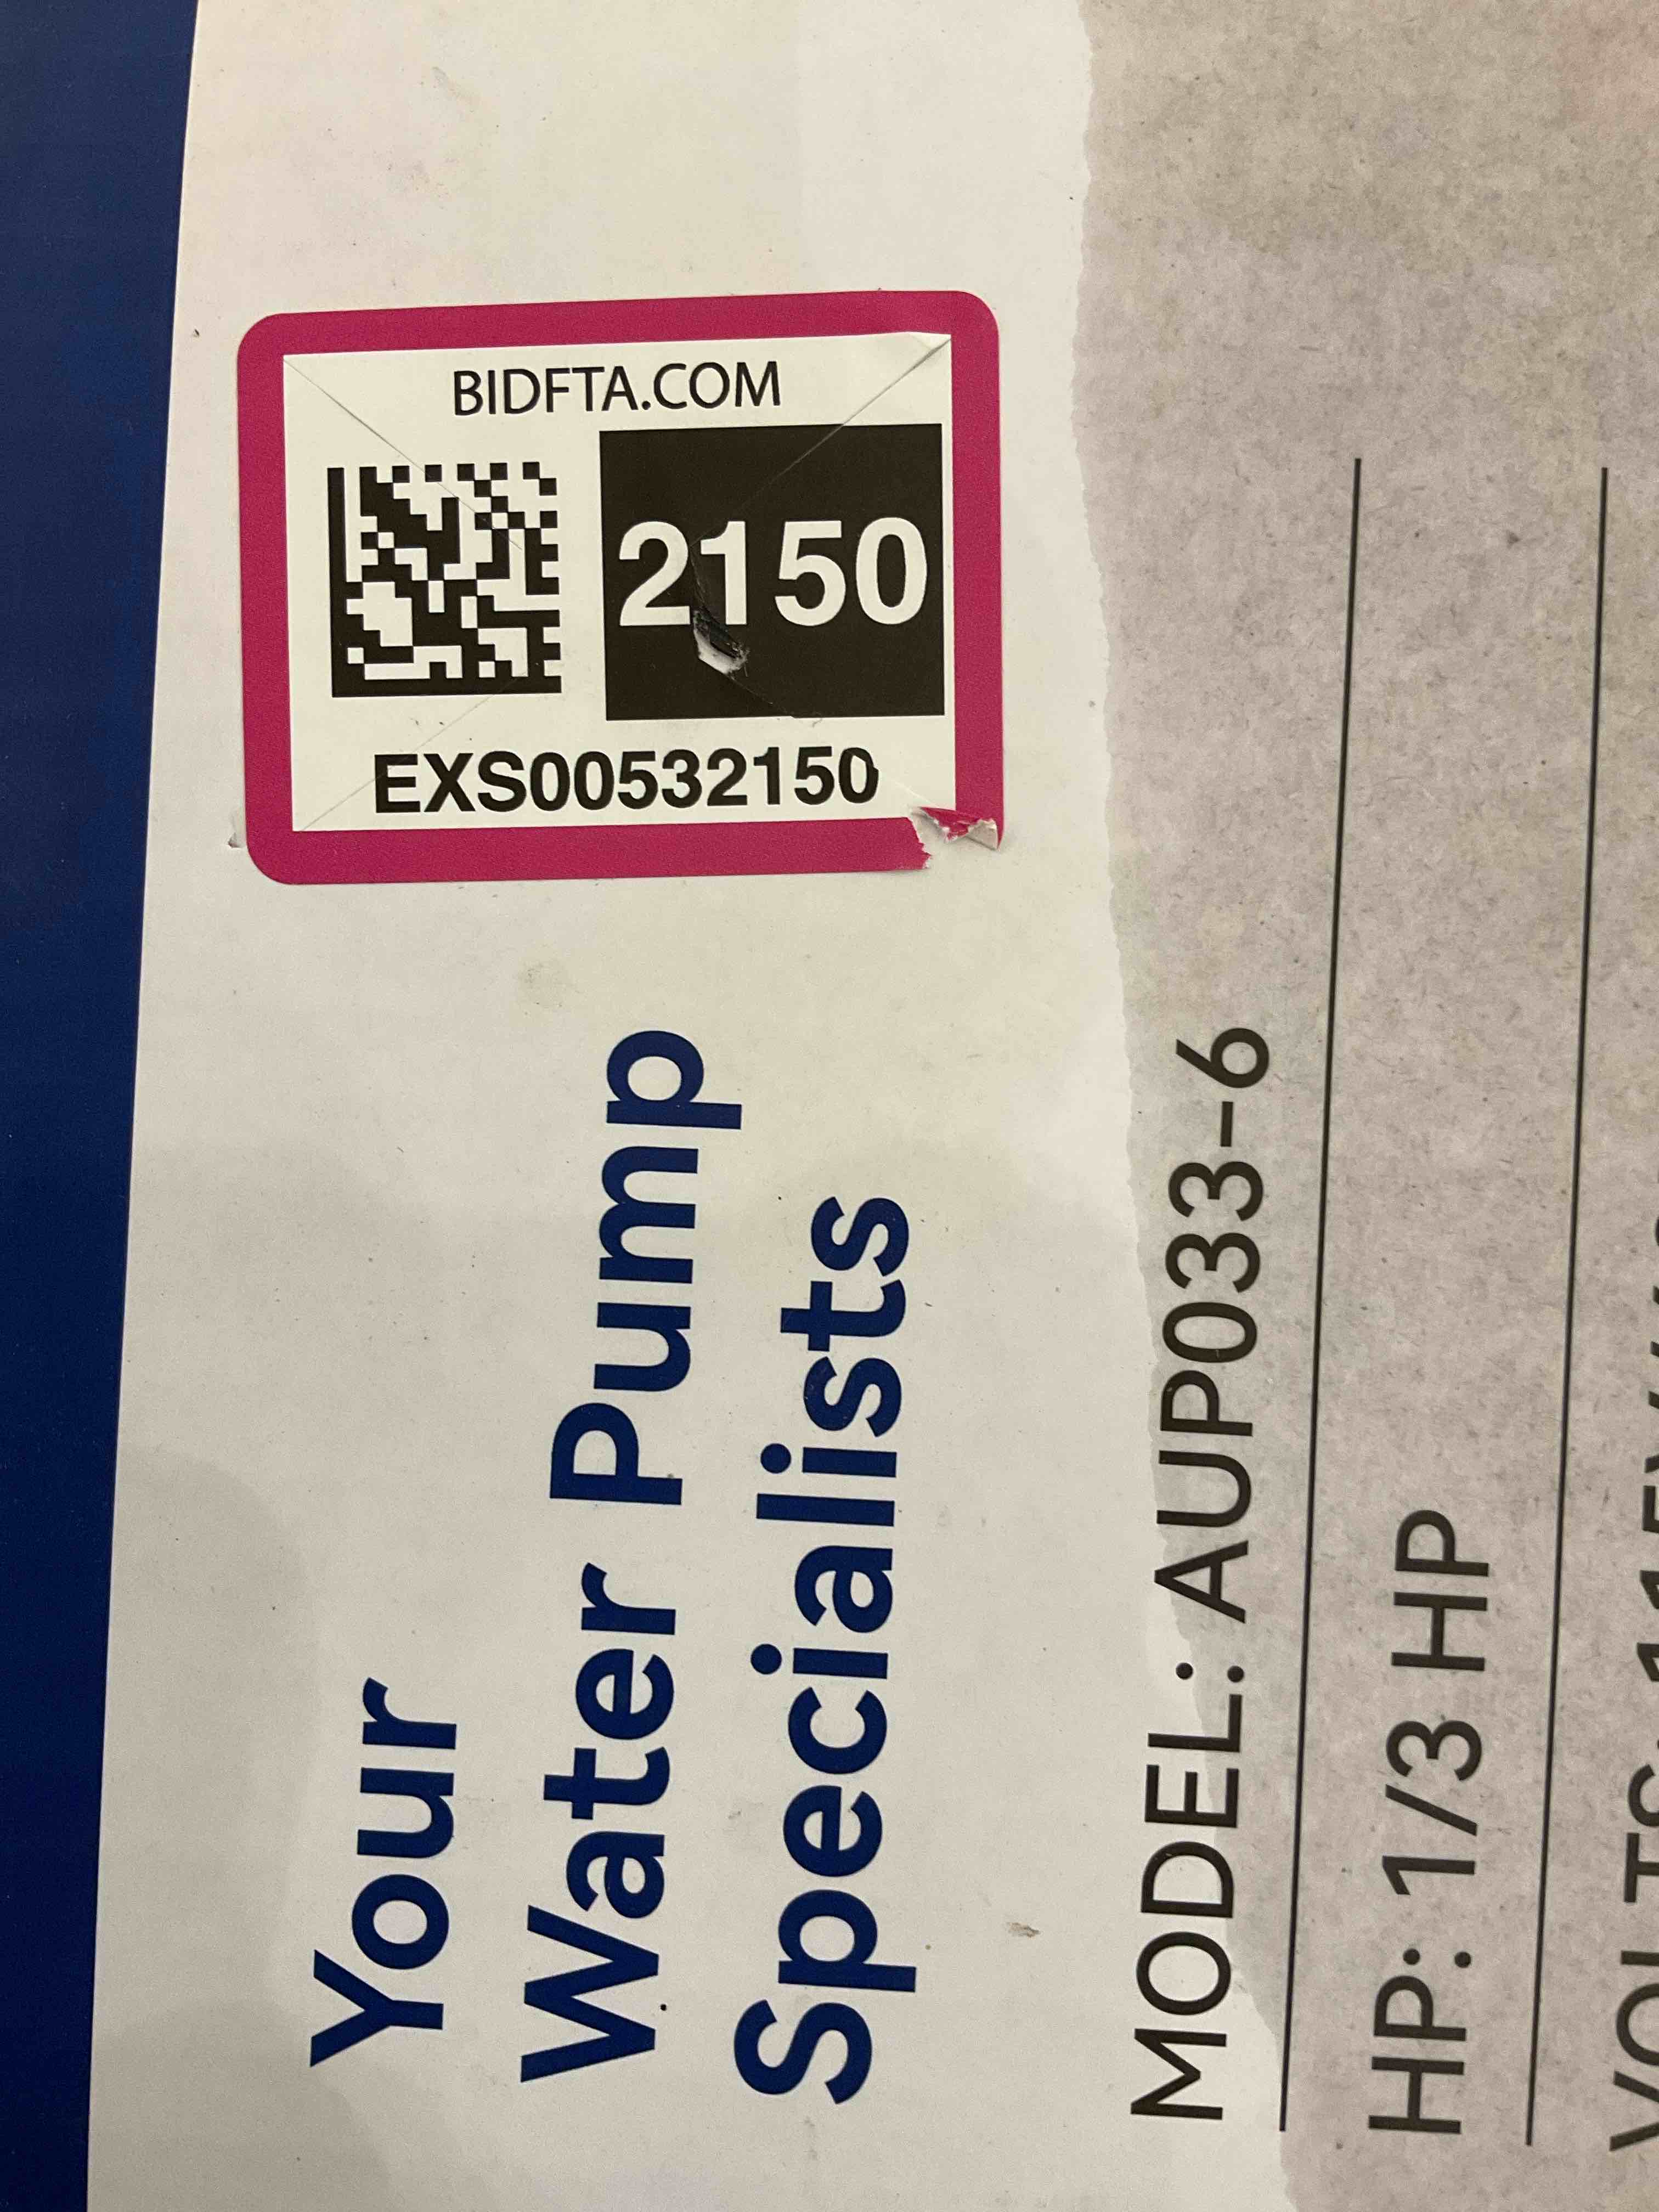 BIDFTA.COM
2150
EXS00532150
Your
Water Pump
Specialists
MODEL: AUP033-6
HP: 1/3 HP